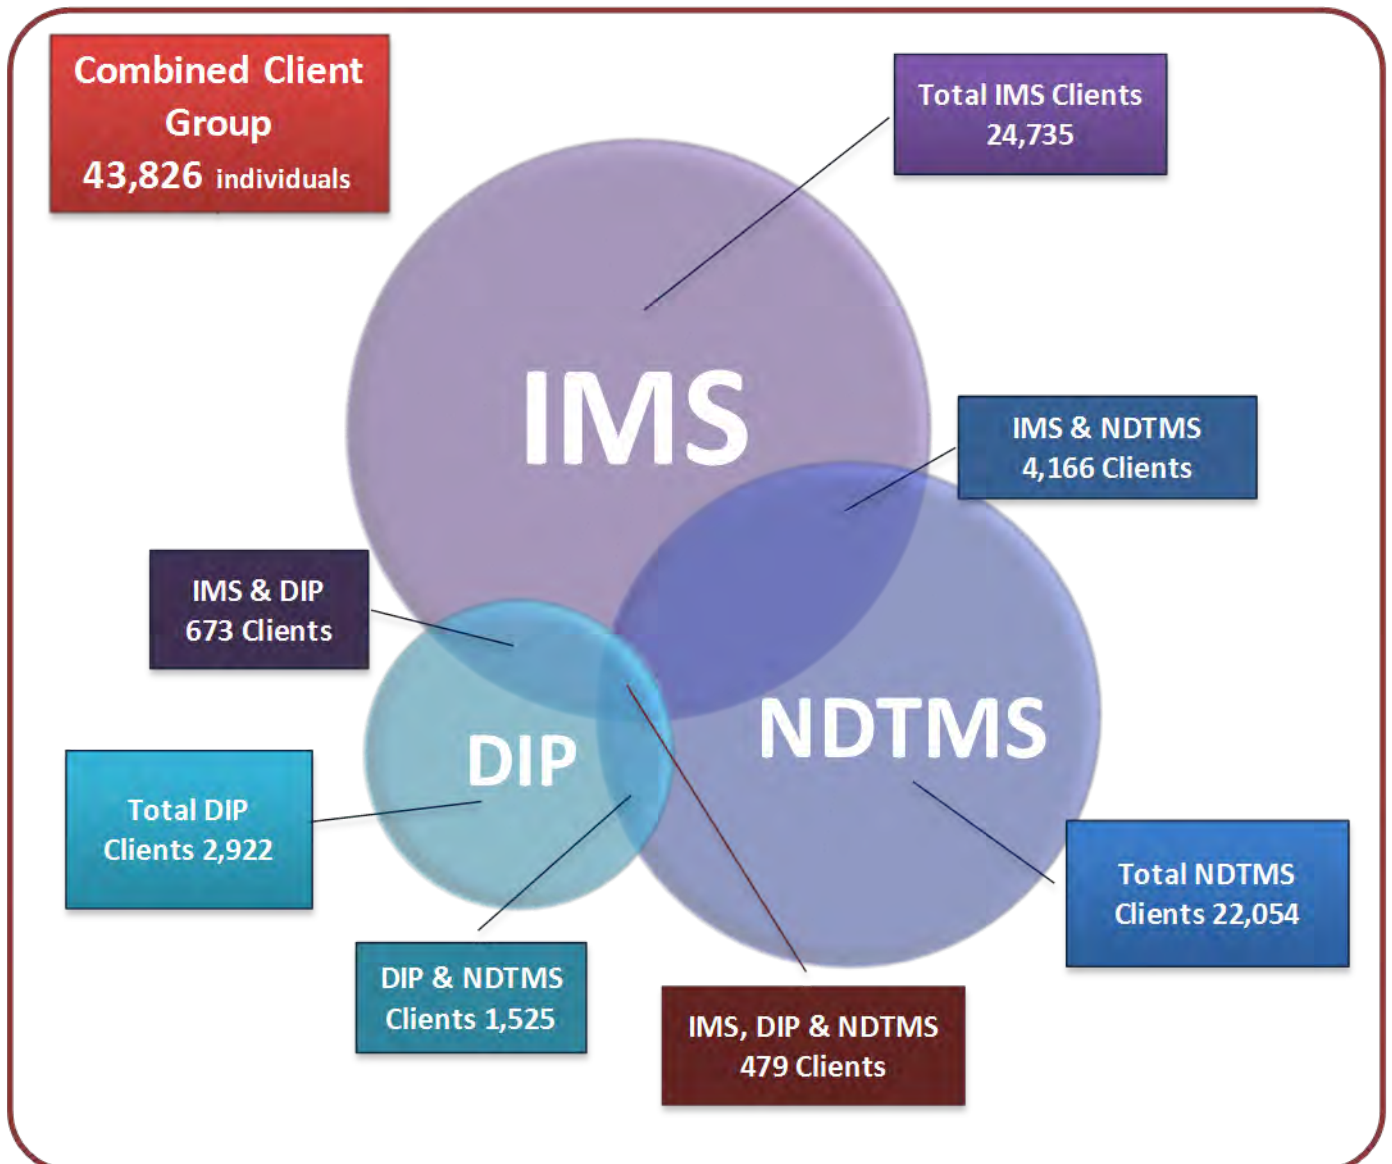 Combined Client
Group
43,826 individuals
Total IMS Clients
24,735
IMS
IMS & NDTMS
4,166 Clients
IMS & DIP
673 Clients
NDTMS
DIP
Total DIP
Clients 2,922
Total NDTMS
Clients 22,054
DIP & NDTMS
Clients 1,525
IMS, DIP & NDTMS
479 Clients